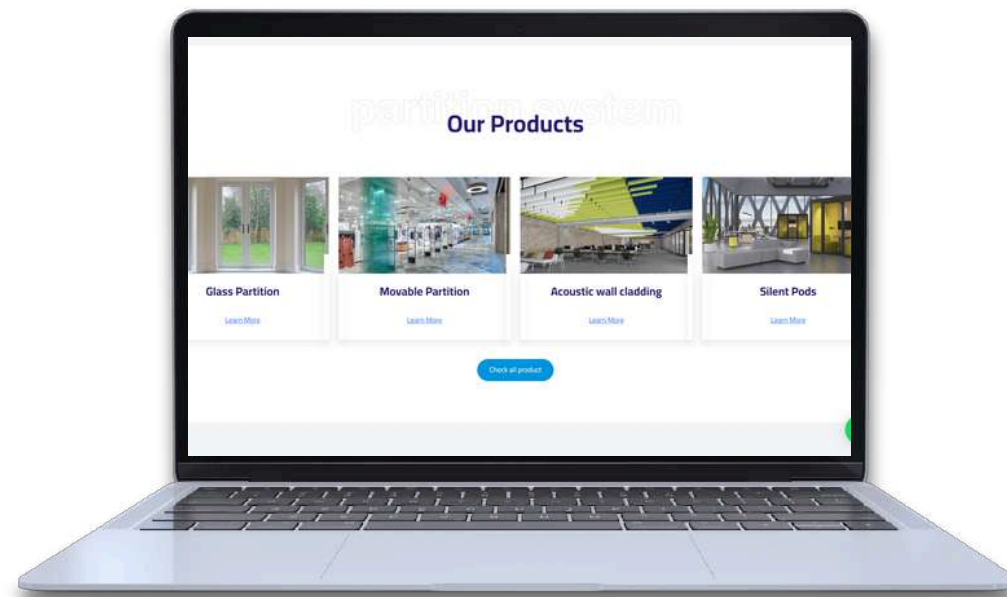 partition system
Our Products
Glass Partition
Movable Partition
Acoustic wall cladding
Silent Pods
Learn More
Learn More
Learn More
Learn More
Check all product